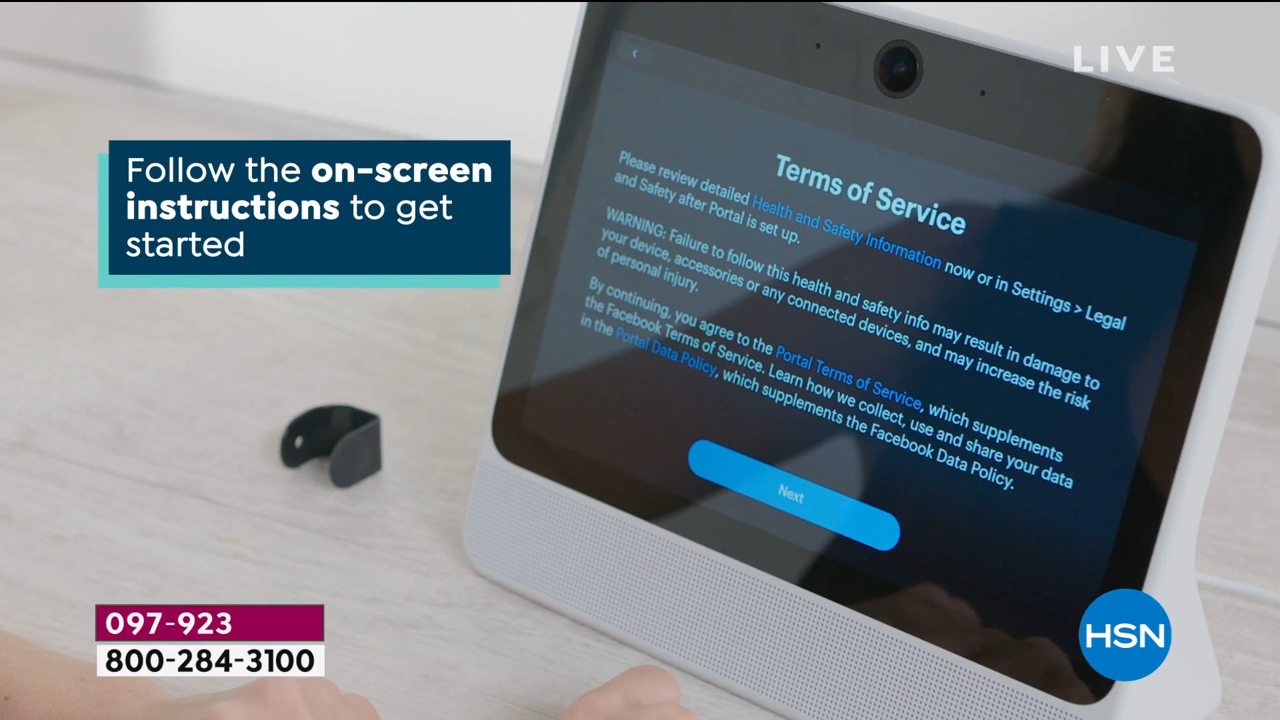 LIVE
Follow the on-screen
instructions to get
started
Terms of Service
Please review detailed Health and Safety Information now or in Settings > Legal
and Safety after Portal is set up.
WARNING: Failure to follow this health and safety info may result in damage to
your device, accessories or any connected devices, and may increase the risk
of personal injury.
By continuing, you agree to the Portal Terms of Service, which supplements
the Facebook Terms of Service. Learn how we collect, use and share your data
in the Portal Data Policy, which supplements the Facebook Data Policy.
Next
097-923
800-284-3100
HSN